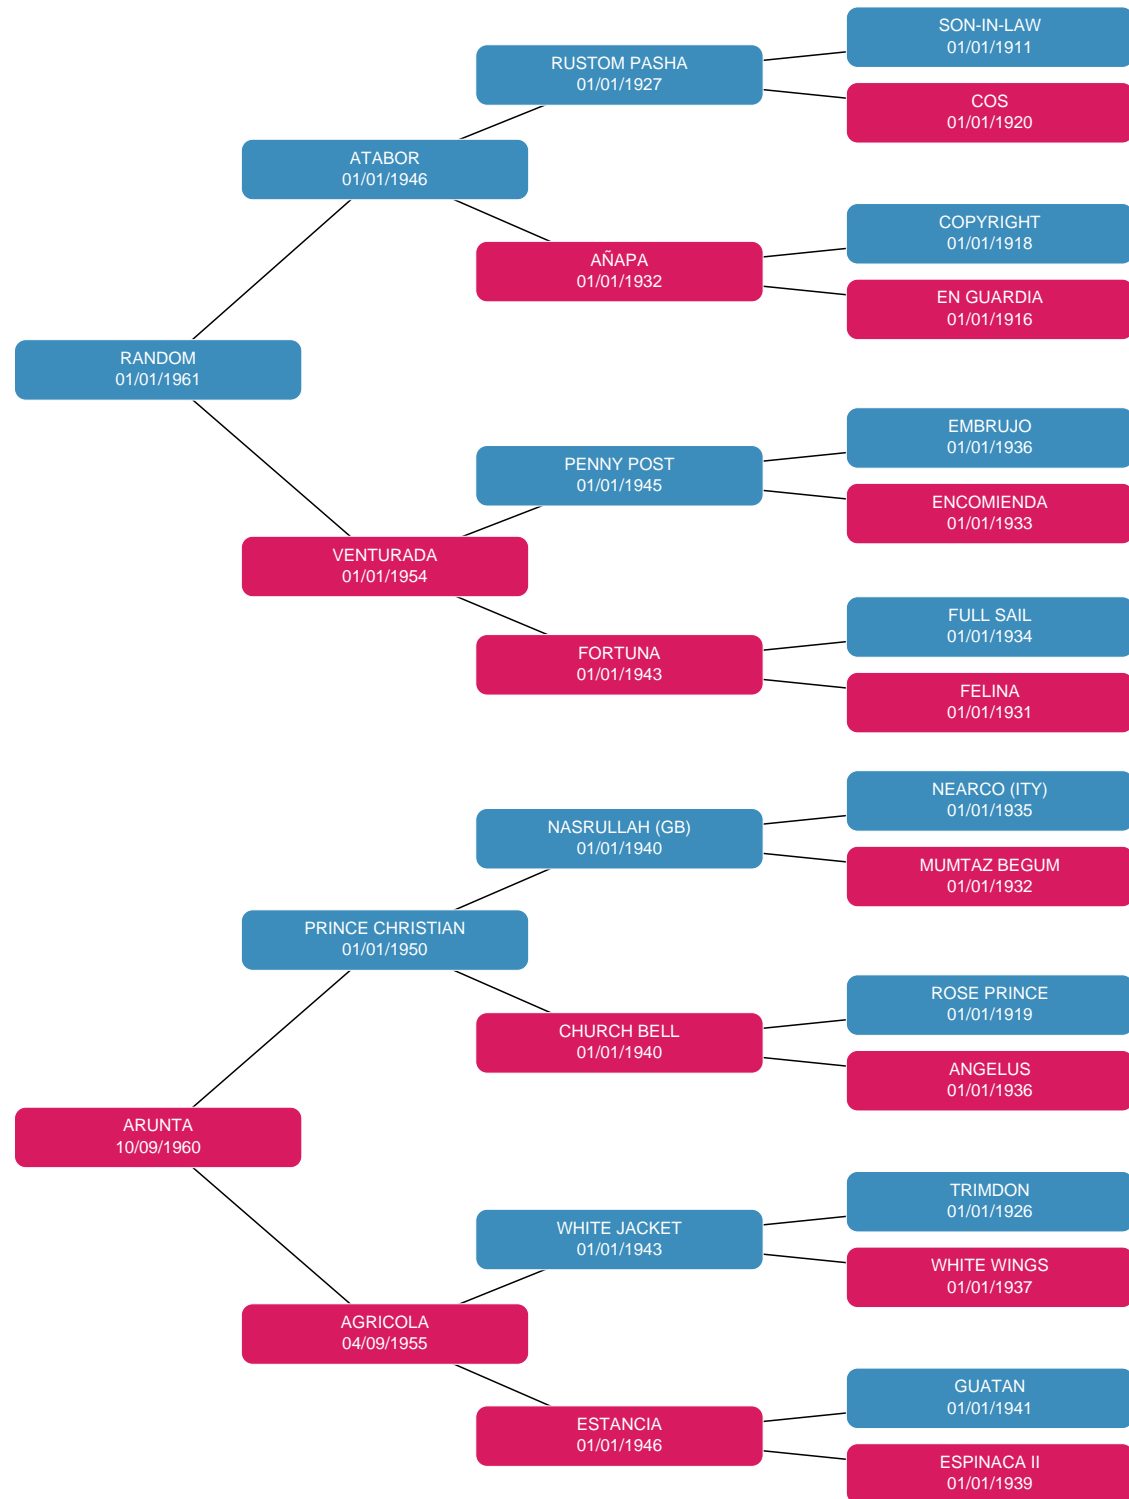 SON-IN-LAW
01/01/1911
RUSTOM PASHA
01/01/1927
COS
01/01/1920
ATABOR
01/01/1946
COPYRIGHT
01/01/1918
AÑAPA
01/01/1932
EN GUARDIA
01/01/1916
RANDOM
01/01/1961
EMBRUJO
01/01/1936
PENNY POST
01/01/1945
ENCOMIENDA
01/01/1933
VENTURADA
01/01/1954
FULL SAIL
01/01/1934
FORTUNA
01/01/1943
FELINA
01/01/1931
NEARCO (ITY)
01/01/1935
NASRULLAH (GB)
01/01/1940
MUMTAZ BEGUM
01/01/1932
PRINCE CHRISTIAN
01/01/1950
ROSE PRINCE
01/01/1919
CHURCH BELL
01/01/1940
ANGELUS
01/01/1936
ARUNTA
10/09/1960
TRIMDON
01/01/1926
WHITE JACKET
01/01/1943
WHITE WINGS
01/01/1937
AGRICOLA
04/09/1955
GUATAN
01/01/1941
ESTANCIA
01/01/1946
ESPINACA II
01/01/1939